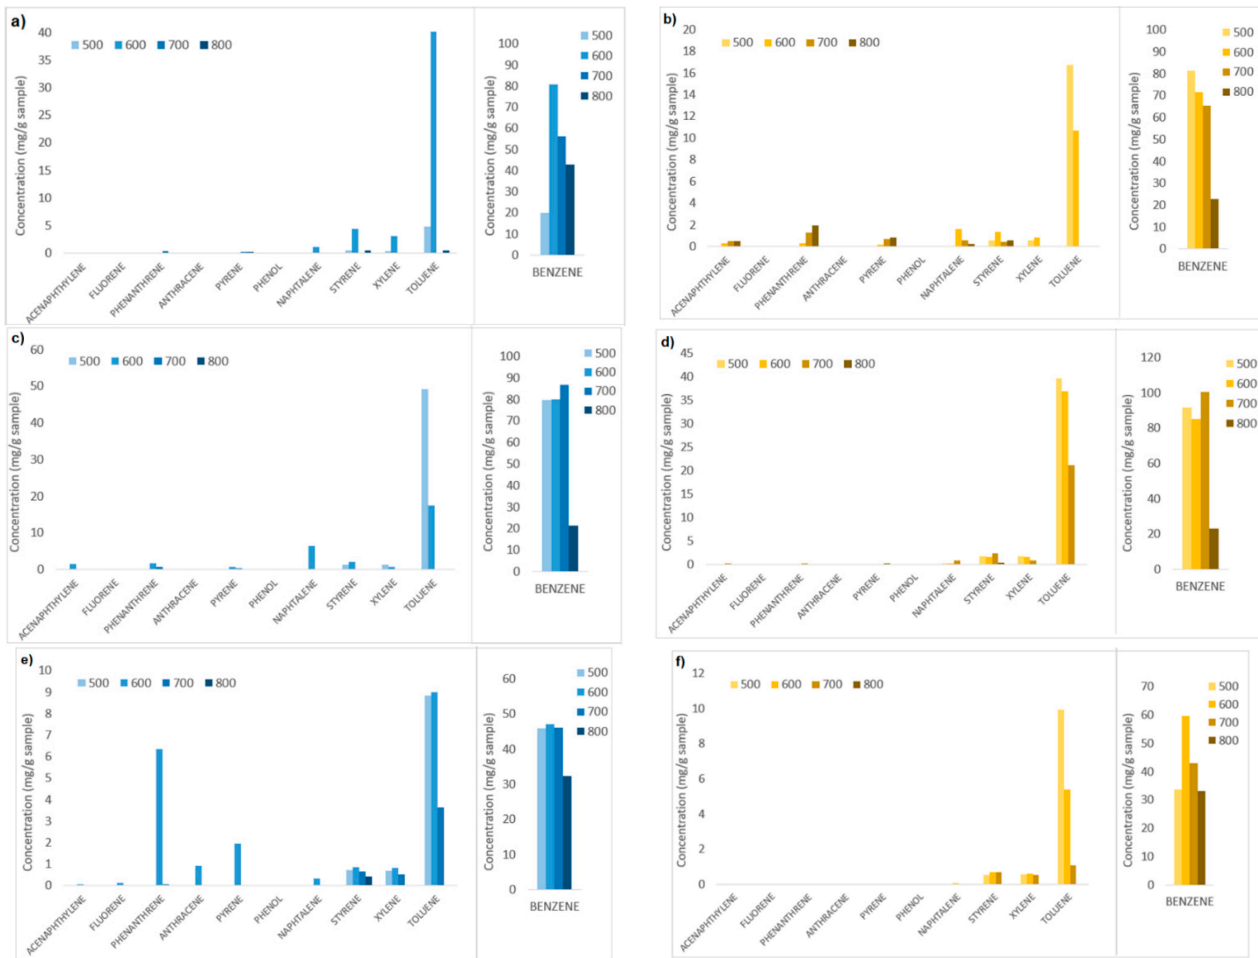 a)
Concentration (mg/g sample)
40
35
30
25
20
15
10
5
0
500 600 700 800
ACENAPHTHYLENE
FLUORENE
PHENANTHRENE
ANTHRACENE
PYRENE
PHENOL
NAPHTALENE
STYRENE
XYLENE
TOLUENE
Concentration (mg/g sample)
100
90
80
70
60
50
40
30
20
10
0
500
600
700
800
BENZENE
b)
Concentration (mg/g sample)
20
18
16
14
12
10
8
6
4
2
0
500 600 700 800
ACENAPHTHYLENE
FLUORENE
PHENANTHRENE
ANTHRACENE
PYRENE
PHENOL
NAPHTALENE
STYRENE
XYLENE
TOLUENE
Concentration (mg/g sample)
100
90
80
70
60
50
40
30
20
10
0
500
600
700
800
BENZENE
c)
Concentration (mg/g sample)
60
50
40
30
20
10
0
500 600 700 800
ACENAPHTHYLENE
FLUORENE
PHENANTHRENE
ANTHRACENE
PYRENE
PHENOL
NAPHTALENE
STYRENE
XYLENE
TOLUENE
Concentration (mg/g sample)
100
90
80
70
60
50
40
30
20
10
0
500
600
700
800
BENZENE
d)
Concentration (mg/g sample)
45
40
35
30
25
20
15
10
5
0
500 600 700 800
ACENAPHTHYLENE
FLUORENE
PHENANTHRENE
ANTHRACENE
PYRENE
PHENOL
NAPHTALENE
STYRENE
XYLENE
TOLUENE
Concentration (mg/g sample)
120
100
80
60
40
20
0
500
600
700
800
BENZENE
e)
Concentration (mg/g sample)
10
9
8
7
6
5
4
3
2
1
0
500 600 700 800
ACENAPHTHYLENE
FLUORENE
PHENANTHRENE
ANTHRACENE
PYRENE
PHENOL
NAPHTALENE
STYRENE
XYLENE
TOLUENE
Concentration (mg/g sample)
60
50
40
30
20
10
0
500
600
700
800
BENZENE
f)
Concentration (mg/g sample)
12
10
8
6
4
2
0
500 600 700 800
ACENAPHTHYLENE
FLUORENE
PHENANTHRENE
ANTHRACENE
PYRENE
PHENOL
NAPHTALENE
STYRENE
XYLENE
TOLUENE
Concentration (mg/g sample)
70
60
50
40
30
20
10
0
500
600
700
800
BENZENE